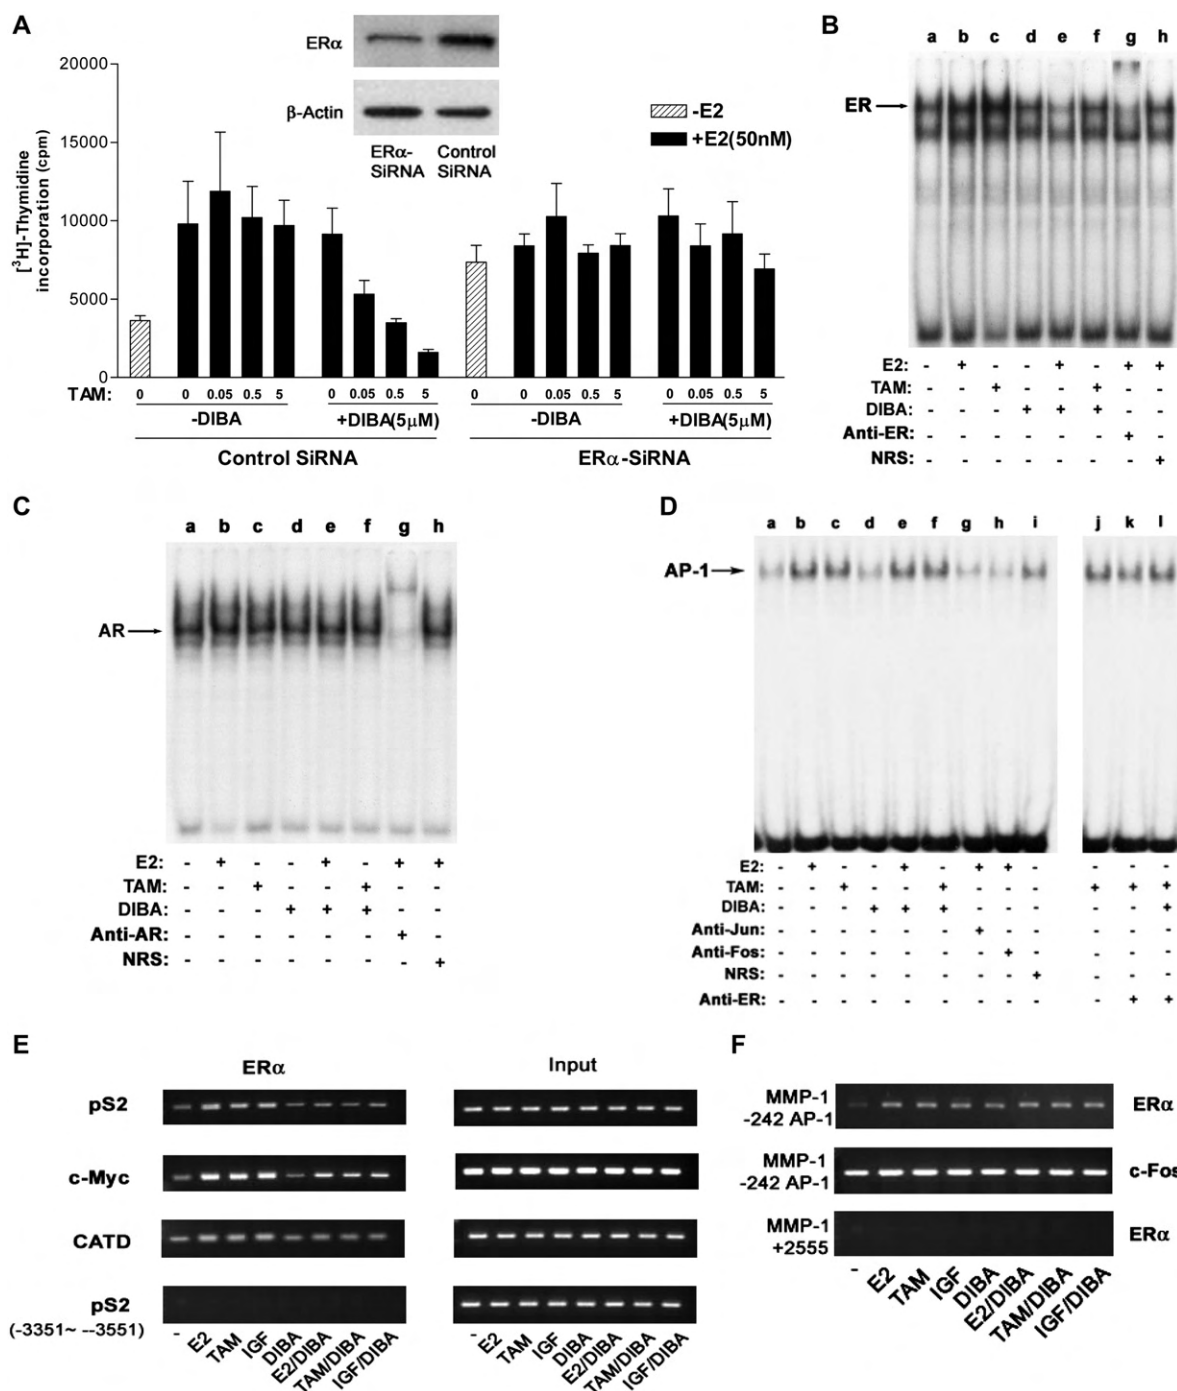 A
ERα
β-Actin
ERα-
SiRNA
Control
SiRNA
-E2
+E2(50nM)
[³H]-Thymidine
incorporation (cpm)
20000
15000
10000
5000
0
TAM: 0 0 0.05 0.5 5 0 0.05 0.5 5 0 0 0.05 0.5 5 0 0.05 0.5 5
-DIBA +DIBA(5μM) -DIBA +DIBA(5μM)
Control SiRNA ERα-SiRNA
B
a b c d e f g h
ER
E2: - + - - + - + +
TAM: - - + - - + - -
DIBA: - - - + + + - -
Anti-ER: - - - - - - + -
NRS: - - - - - - - +
C
a b c d e f g h
AR
E2: - + - - + - + +
TAM: - - + - - + - -
DIBA: - - - + + + - -
Anti-AR: - - - - - - + -
NRS: - - - - - - - +
D
a b c d e f g h i j k l
AP-1
E2: - + - - + - + + - - - -
TAM: - - + - - + - - - + + +
DIBA: - - - + + + - - - - - +
Anti-Jun: - - - - - - + - - - - -
Anti-Fos: - - - - - - - + - - - -
NRS: - - - - - - - - + - - -
Anti-ER: - - - - - - - - - - + +
E
ERα Input
pS2
c-Myc
CATD
pS2
(-3351~ --3551)
- E2 TAM IGF DIBA E2/DIBA TAM/DIBA IGF/DIBA
- E2 TAM IGF DIBA E2/DIBA TAM/DIBA IGF/DIBA
F
MMP-1
-242 AP-1
ERα
MMP-1
-242 AP-1
c-Fos
MMP-1
+2555
ERα
- E2 TAM IGF DIBA E2/DIBA TAM/DIBA IGF/DIBA